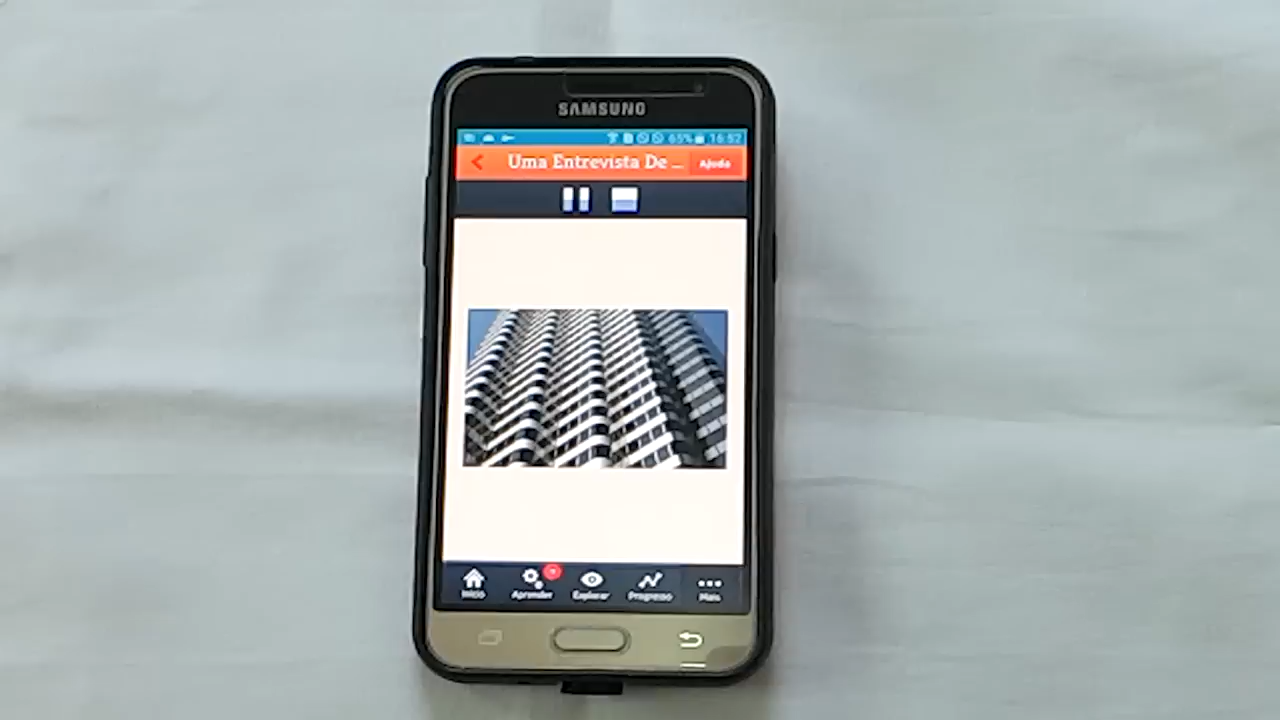 SAMSUNG
65% 16:52
Uma Entrevista De ...
Ajuda
Início Aprender Explorar Progresso Mais